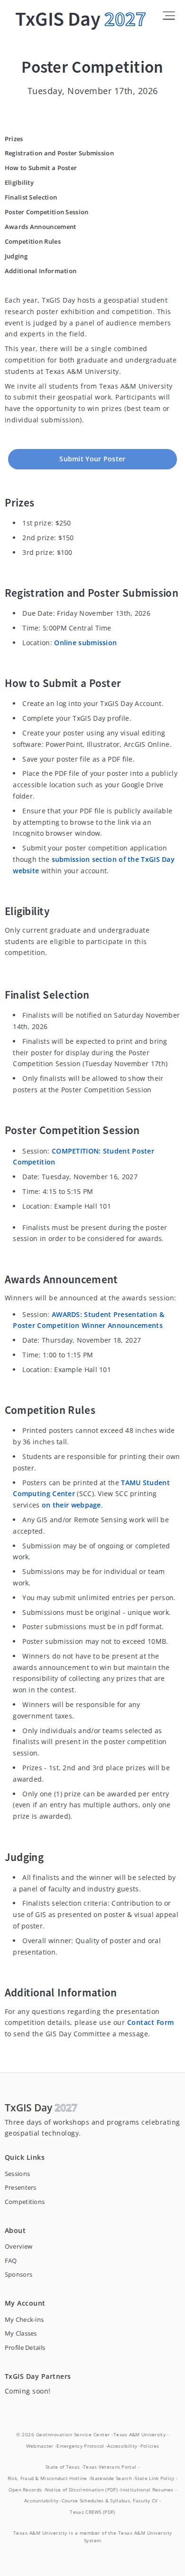 TxGIS Day 2027
Poster Competition
Tuesday, November 17th, 2026
Prizes
Registration and Poster Submission
How to Submit a Poster
Eligibility
Finalist Selection
Poster Competition Session
Awards Announcement
Competition Rules
Judging
Additional Information
Each year, TxGIS Day hosts a geospatial student
research poster exhibition and competition. This
event is judged by a panel of audience members
and experts in the field.
This year, there will be a single combined
competition for both graduate and undergraduate
students at Texas A&M University.
We invite all students from Texas A&M University
to submit their geospatial work. Participants will
have the opportunity to win prizes (best team or
individual submission).
Submit Your Poster
Prizes
• 1st prize: $250
• 2nd prize: $150
• 3rd prize: $100
Registration and Poster Submission
• Due Date: Friday November 13th, 2026
• Time: 5:00PM Central Time
• Location: Online submission
How to Submit a Poster
• Create an log into your TxGIS Day Account.
• Complete your TxGIS Day profile.
• Create your poster using any visual editing
software: PowerPoint, Illustrator, ArcGIS Online.
• Save your poster file as a PDF file.
• Place the PDF file of your poster into a publicly
accessible location such as your Google Drive
folder.
• Ensure that your PDF file is publicly available
by attempting to browse to the link via an
Incognito browser window.
• Submit your poster competition application
though the submission section of the TxGIS Day
website within your account.
Eligibility
Only current graduate and undergraduate
students are eligible to participate in this
competition.
Finalist Selection
• Finalists will be notified on Saturday November
14th, 2026
• Finalists will be expected to print and bring
their poster for display during the Poster
Competition Session (Tuesday November 17th)
• Only finalists will be allowed to show their
posters at the Poster Competition Session
Poster Competition Session
• Session: COMPETITION: Student Poster
Competition
• Date: Tuesday, November 16, 2027
• Time: 4:15 to 5:15 PM
• Location: Example Hall 101
• Finalists must be present during the poster
session in order to be considered for awards.
Awards Announcement
Winners will be announced at the awards session:
• Session: AWARDS: Student Presentation &
Poster Competition Winner Announcements
• Date: Thursday, November 18, 2027
• Time: 1:00 to 1:15 PM
• Location: Example Hall 101
Competition Rules
• Printed posters cannot exceed 48 inches wide
by 36 inches tall.
• Students are responsible for printing their own
poster.
• Posters can be printed at the TAMU Student
Computing Center (SCC). View SCC printing
services on their webpage.
• Any GIS and/or Remote Sensing work will be
accepted.
• Submission may be of ongoing or completed
work.
• Submissions may be for individual or team
work.
• You may submit unlimited entries per person.
• Submissions must be original - unique work.
• Poster submissions must be in pdf format.
• Poster submission may not to exceed 10MB.
• Winners do not have to be present at the
awards announcement to win but maintain the
responsibility of collecting any prizes that are
won in the contest.
• Winners will be responsible for any
government taxes.
• Only individuals and/or teams selected as
finalists will present in the poster competition
session.
• Prizes - 1st, 2nd and 3rd place prizes will be
awarded.
• Only one (1) prize can be awarded per entry
(even if an entry has multiple authors, only one
prize is awarded).
Judging
• All finalists and the winner will be selected by
a panel of faculty and industry guests.
• Finalists selection criteria: Contribution to or
use of GIS as presented on poster & visual appeal
of poster.
• Overall winner: Quality of poster and oral
presentation.
Additional Information
For any questions regarding the presentation
competition details, please use our Contact Form
to send the GIS Day Committee a message.
TxGIS Day 2027
Three days of workshops and programs celebrating
geospatial technology.
Quick Links
Sessions
Presenters
Competitions
About
Overview
FAQ
Sponsors
My Account
My Check-ins
My Classes
Profile Details
TxGIS Day Partners
Coming soon!
© 2026 GeoInnovation Service Center -Texas A&M University -
Webmaster -Emergency Protocol -Accessibility -Policies
State of Texas -Texas Veterans Portal -
Risk, Fraud & Misconduct Hotline -Statewide Search -State Link Policy -
Open Records -Notice of Discrimination (PDF) -Institutional Resumes -
Accountability -Course Schedules & Syllabus, Faculty CV -
Texas CREWS (PDF)
Texas A&M University is a member of the Texas A&M University
System